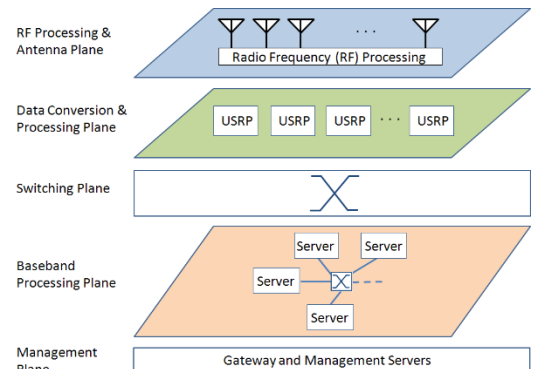 RF Processing &
Antenna Plane
Radio Frequency (RF) Processing
Data Conversion &
Processing Plane
USRP USRP USRP ... USRP
Switching Plane
Baseband
Processing Plane
Server Server
Server
Server
Management
Plane
Gateway and Management Servers